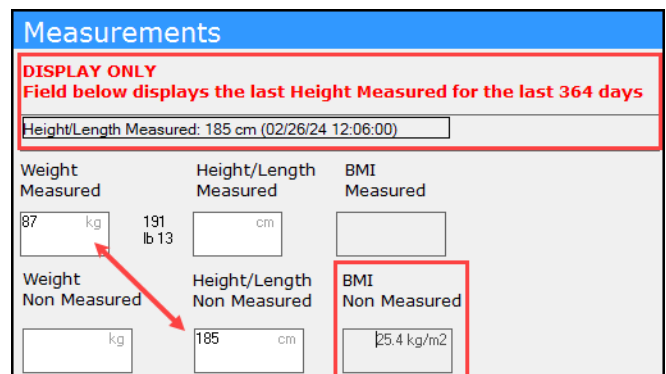 Measurements
DISPLAY ONLY
Field below displays the last Height Measured for the last 364 days
Height/Length Measured: 185 cm (02/26/24 12:06:00)
Weight Measured
Height/Length Measured
BMI Measured
87 kg
191 lb 13
cm
Weight Non Measured
Height/Length Non Measured
BMI Non Measured
kg
185 cm
25.4 kg/m2